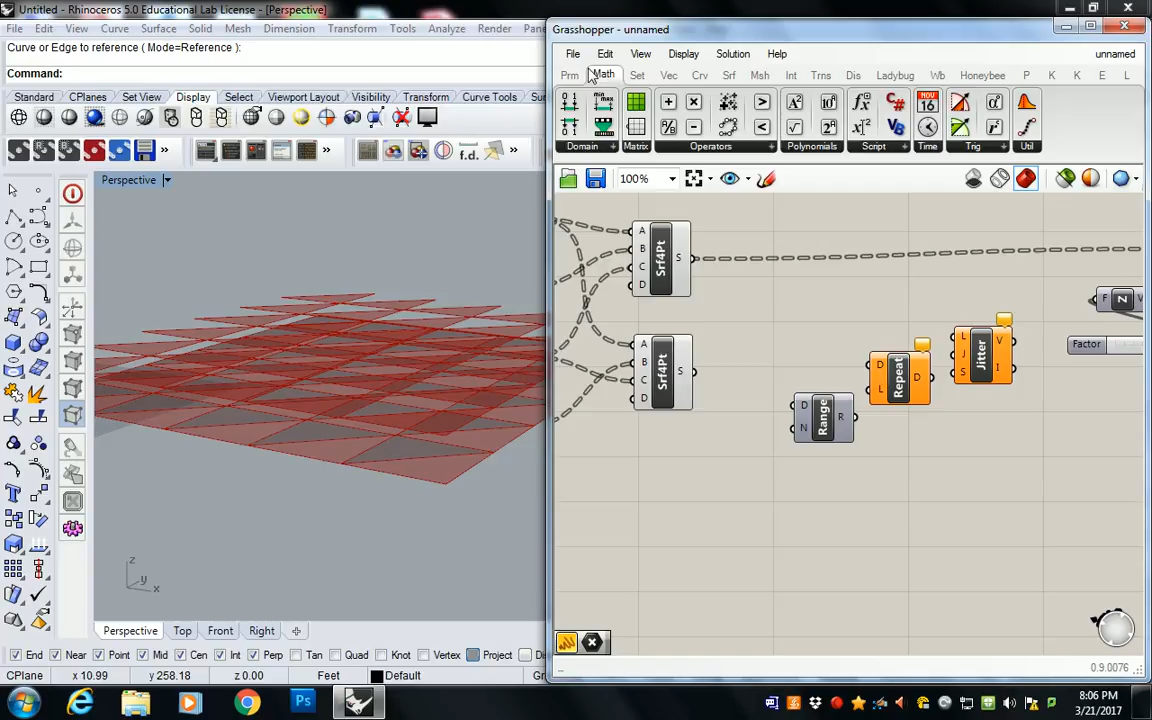 Untitled - Rhinoceros 5.0 Educational Lab License - [Perspective]
File Edit View Curve Surface Solid Mesh Dimension Transform Tools Analyze Render
Curve or Edge to reference ( Mode=Reference ):
Command:
Standard CPlanes Set View Display Select Viewport Layout Visibility Transform Curve Tools
f.d.
Perspective
z
y
x
Perspective Top Front Right
End Near Point Mid Cen Int Perp Tan Quad Knot Vertex Project
CPlane x 10.99 y 258.18 z 0.00 Feet Default
Grasshopper - unnamed
File Edit View Display Solution Help unnamed
Prm Math Set Vec Crv Srf Msh Int Trns Dis Ladybug Wb Honeybee P K K E L
Domain Matrix Operators Polynomials Script Time Trig Util
100%
A
B
C
D
Srf4Pt
S
A
B
C
D
Srf4Pt
S
D
N
Range
R
D
L
Repeat
D
L
J
S
Jitter
V
I
F
N
V
Factor
0.9.0076
8:06 PM
3/21/2017